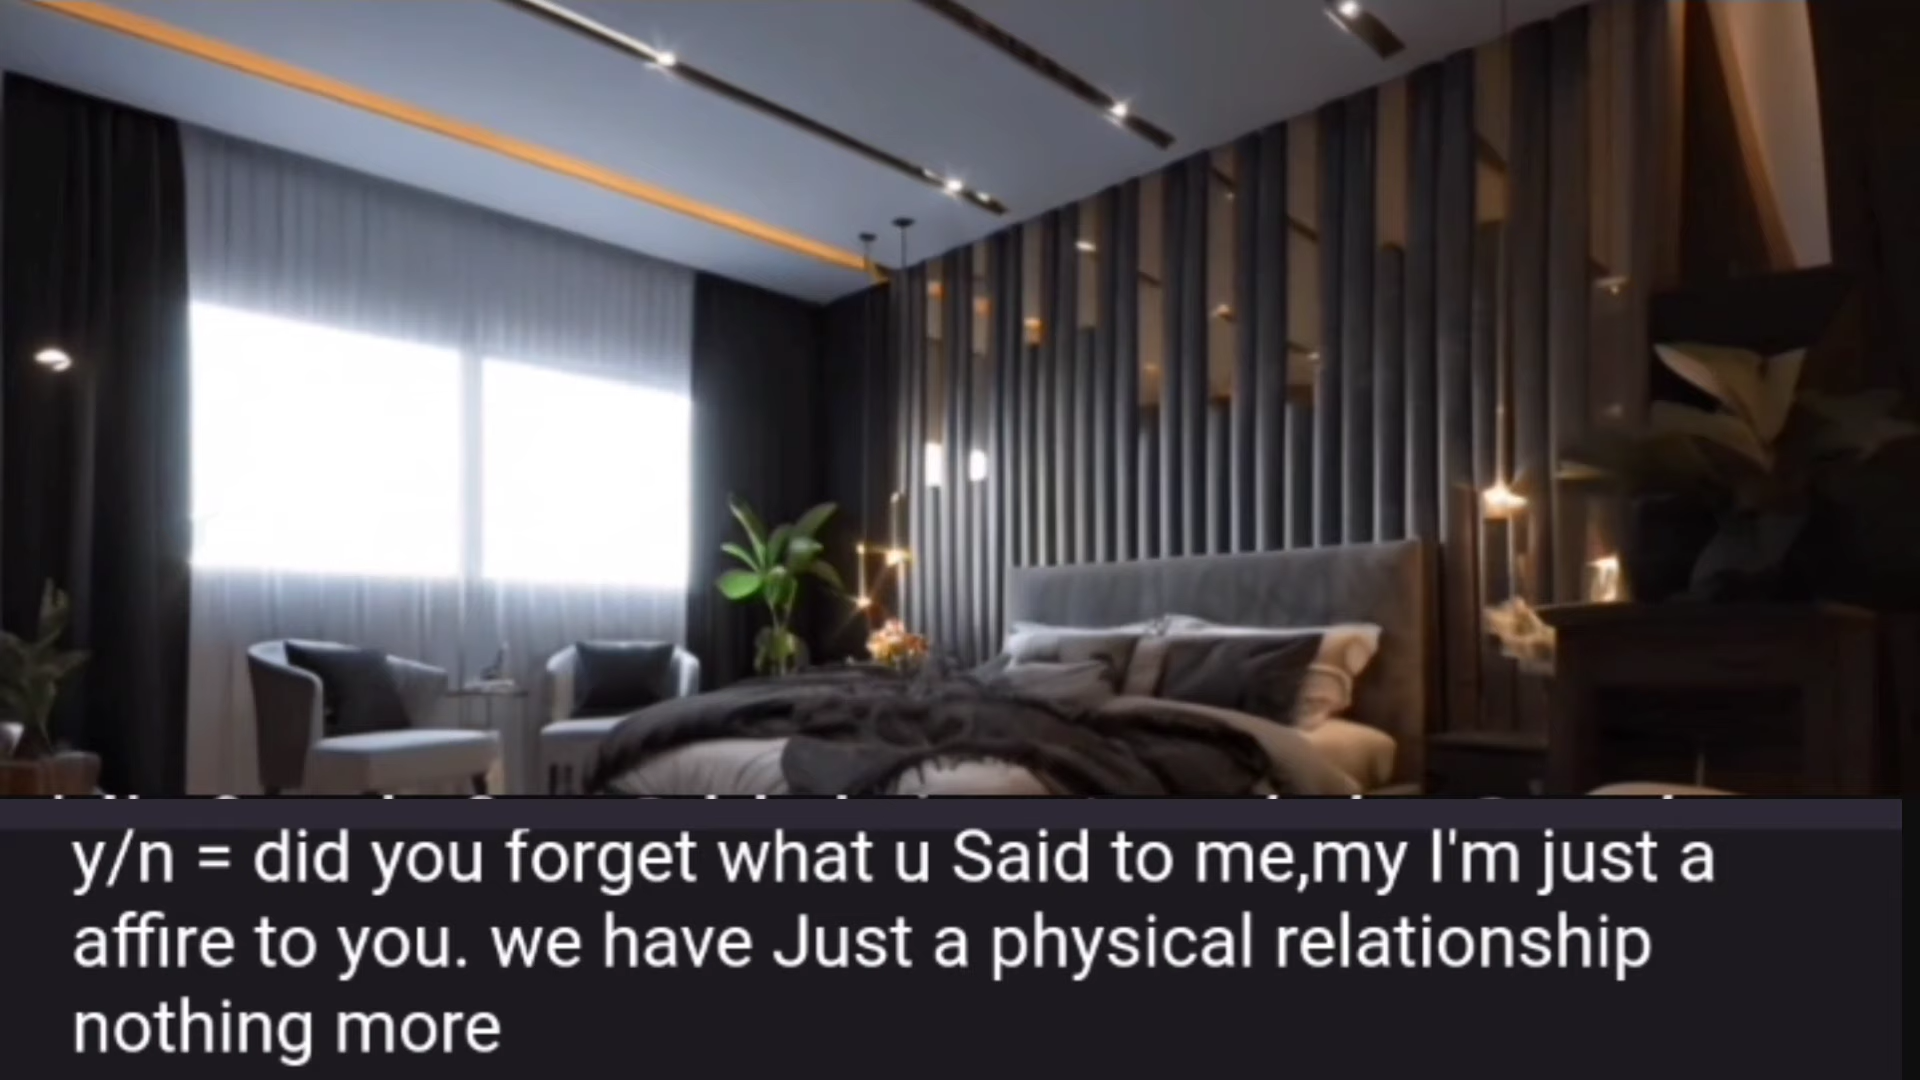 y/n = did you forget what u Said to me,my I'm just a
affire to you. we have Just a physical relationship
nothing more